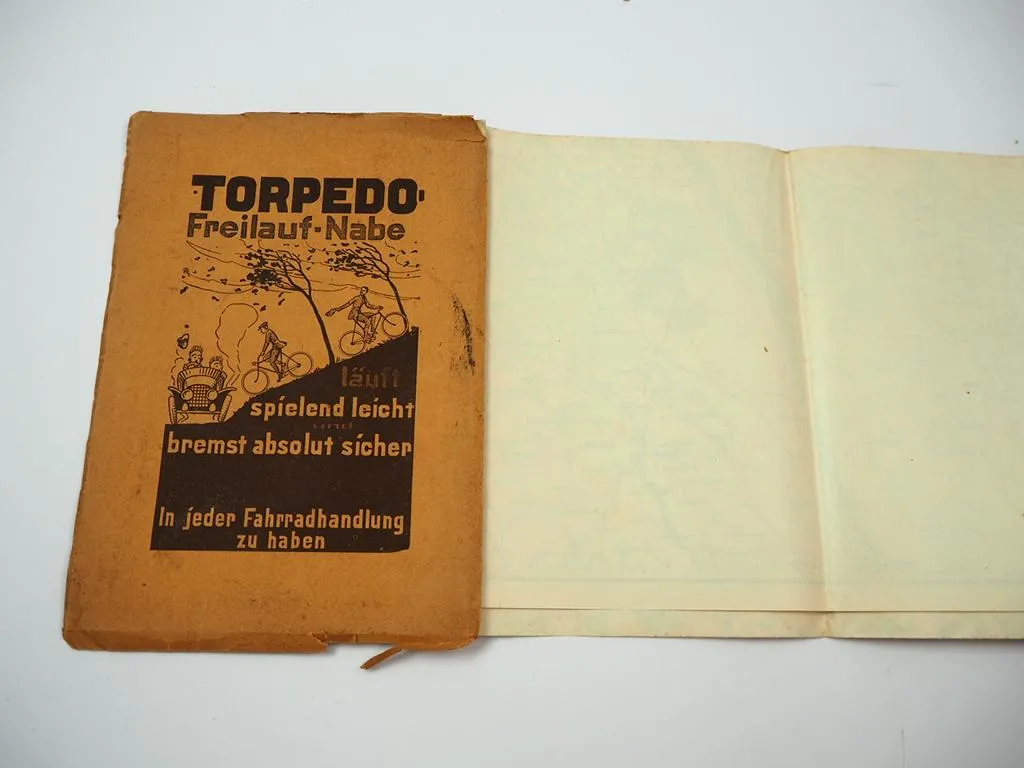 "TORPEDO"
Freilauf-Nabe
läuft
spielend leicht
und
bremst absolut sicher
In jeder Fahrradhandlung
zu haben